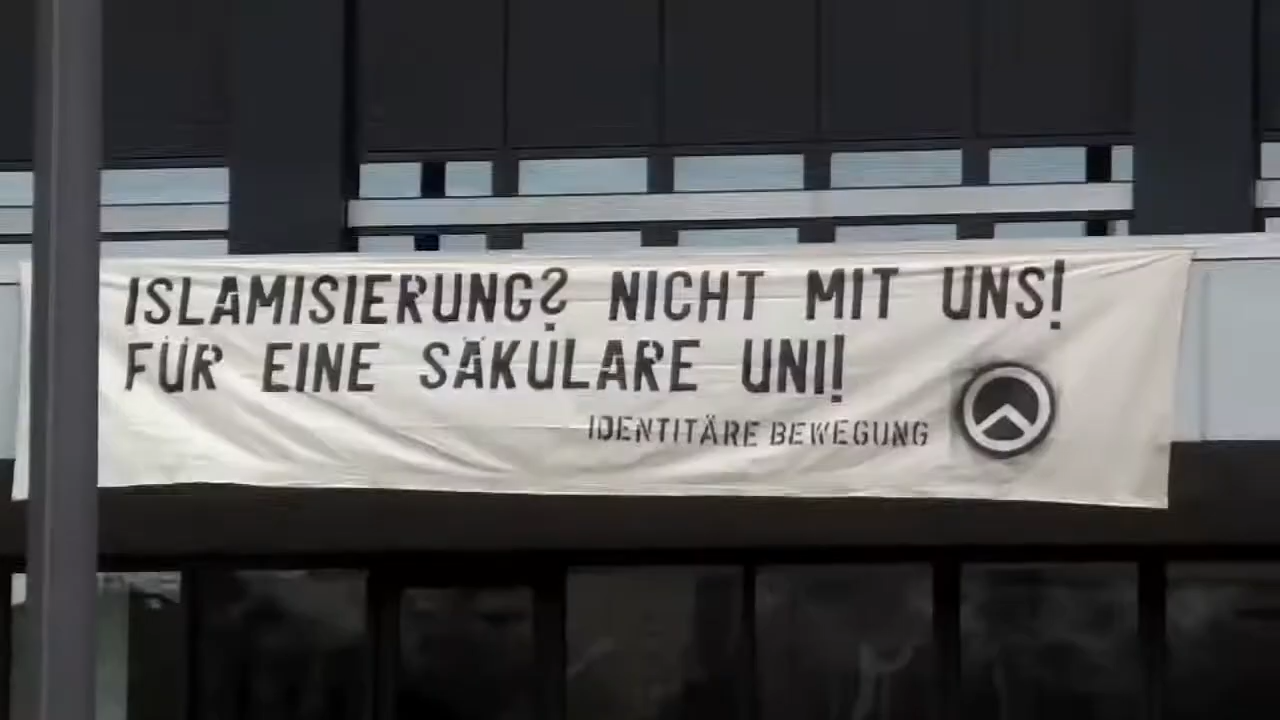 ISLAMISIERUNG? NICHT MIT UNS!
FÜR EINE SÄKULARE UNI!
IDENTITÄRE BEWEGUNG